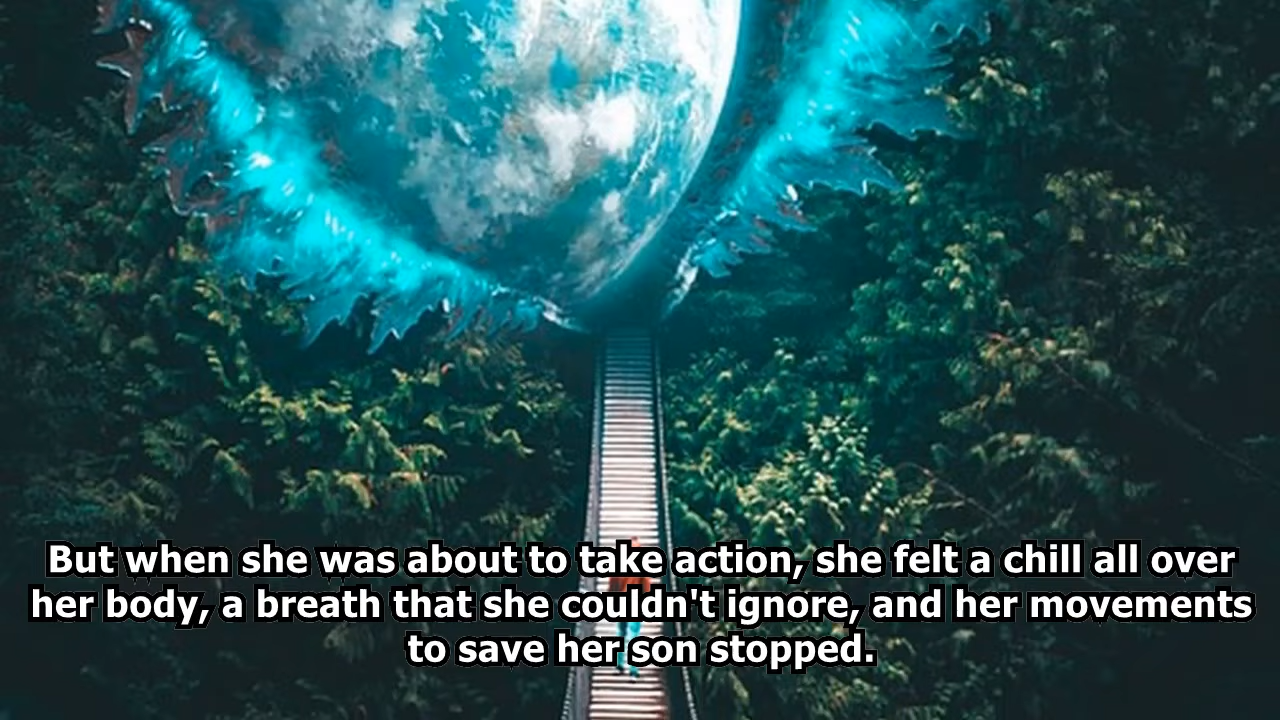 But when she was about to take action, she felt a chill all over
her body, a breath that she couldn't ignore, and her movements
to save her son stopped.